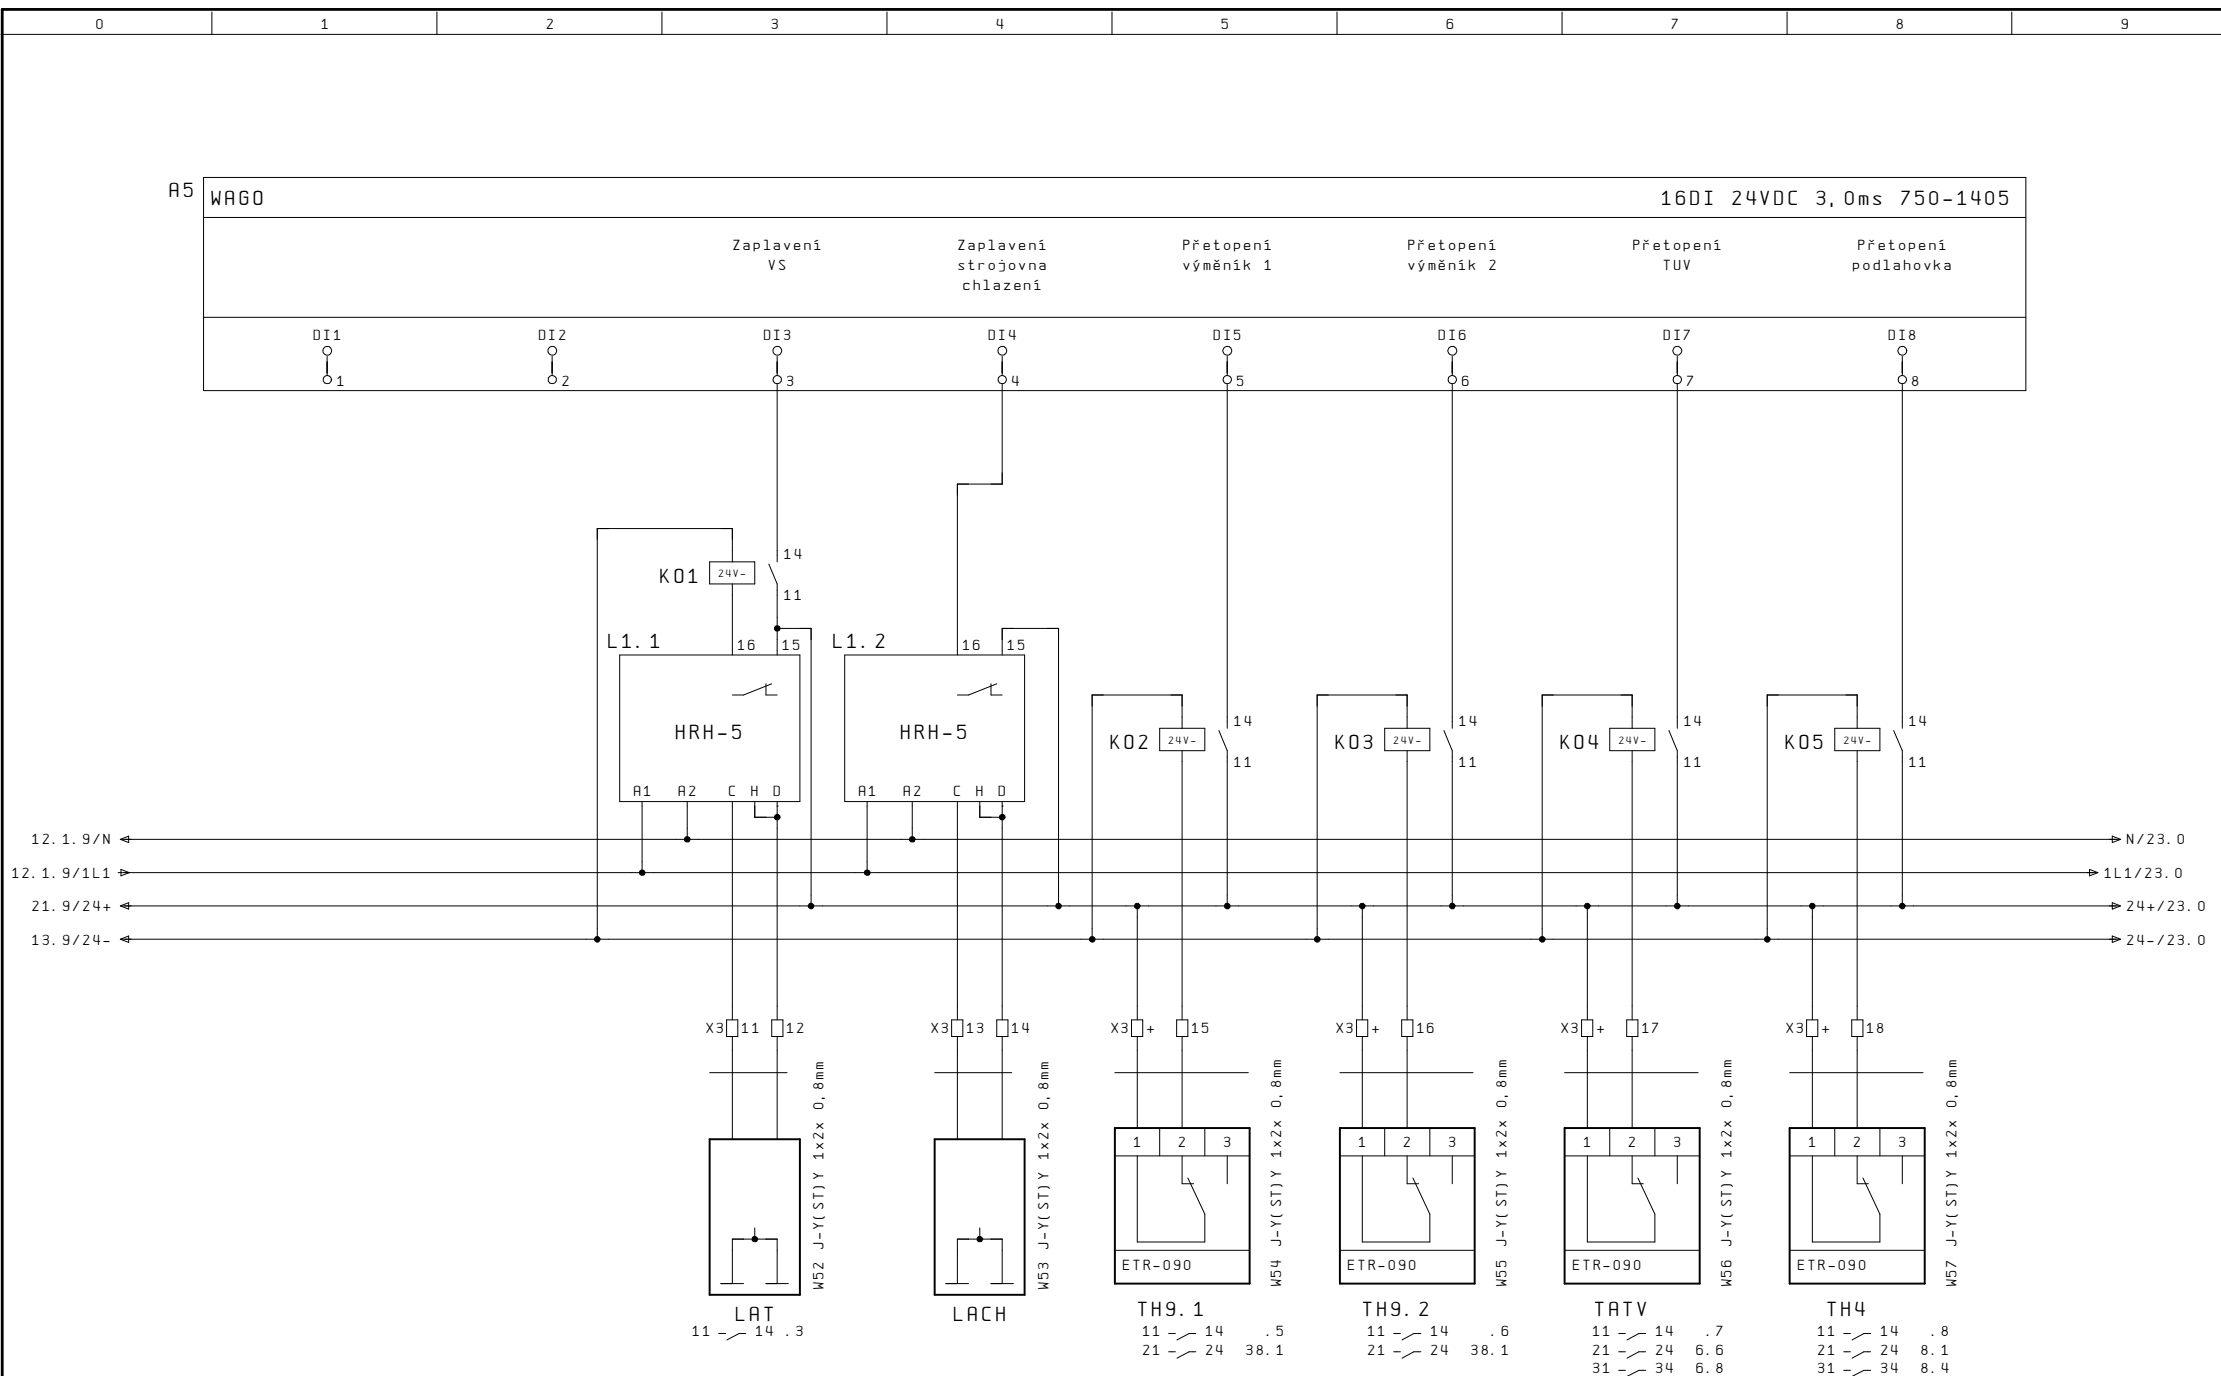 0 1 2 3 4 5 6 7 8 9
A5 WAGO 16DI 24VDC 3,0ms 750-1405
Zaplavení Zaplavení Přetopení Přetopení Přetopení Přetopení
VS strojovna výměník 1 výměník 2 TUV podlahovka
chlazení
DI1 DI2 DI3 DI4 DI5 DI6 DI7 DI8
1 2 3 4 5 6 7 8
14
K01 24V-
11
L1.1 16 15 L1.2 16 15
14 14 14 14
HRH-5 HRH-5 K02 24V- K03 24V- K04 24V- K05 24V-
11 11 11 11
A1 A2 C H D A1 A2 C H D
12.1.9/N N/23.0
12.1.9/1L1 1L1/23.0
21.9/24+ 24+/23.0
13.9/24- 24-/23.0
X3 11 12 X3 13 14 X3 + 15 X3 + 16 X3 + 17 X3 + 18
W52 J-Y(ST)Y 1x2x 0,8mm
W53 J-Y(ST)Y 1x2x 0,8mm
W54 J-Y(ST)Y 1x2x 0,8mm
W55 J-Y(ST)Y 1x2x 0,8mm
W56 J-Y(ST)Y 1x2x 0,8mm
W57 J-Y(ST)Y 1x2x 0,8mm
1 2 3 1 2 3 1 2 3 1 2 3
ETR-090 ETR-090 ETR-090 ETR-090
LAT LACH TH9.1 TH9.2 TATV TH4
11 14 .3 11 14 .5 11 14 .6 11 14 .7 11 14 .8
21 24 38.1 21 24 38.1 21 24 6.6 21 24 8.1
31 34 6.8 31 34 8.4